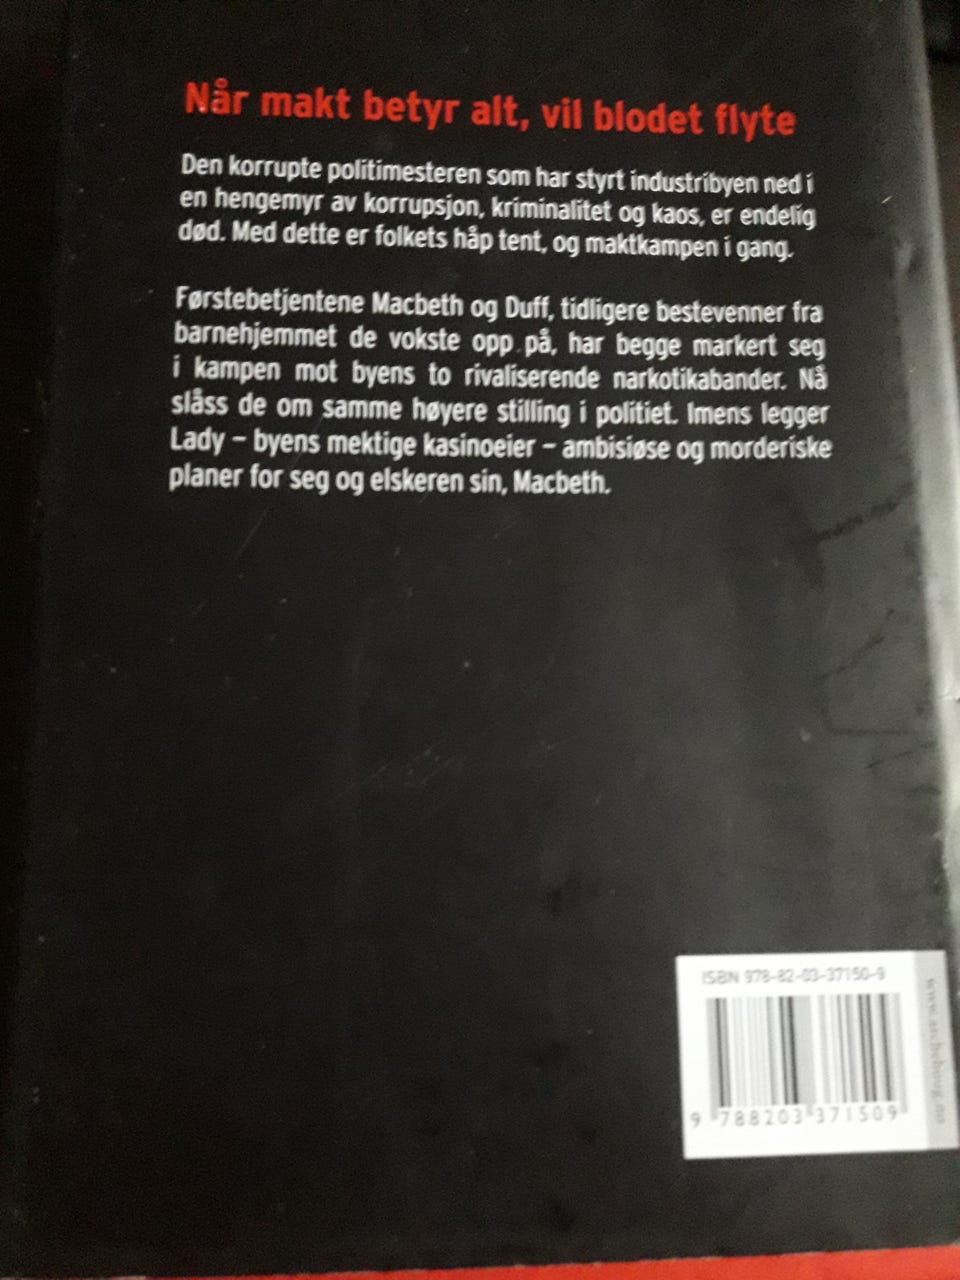 Når makt betyr alt, vil blodet flyte
Den korrupte politimesteren som har styrt industribyen ned i
en hengemyr av korrupsjon, kriminalitet og kaos, er endelig
død. Med dette er folkets håp tent, og maktkampen i gang.
Førstebetjentene Macbeth og Duff, tidligere bestevenner fra
barnehjemmet de vokste opp på, har begge markert seg
i kampen mot byens to rivaliserende narkotikabander. Nå
slåss de om samme høyere stilling i politiet. Imens legger
Lady – byens mektige kasinoeier – ambisiøse og morderiske
planer for seg og elskeren sin, Macbeth.
ISBN 978-82-03-37150-9
9 788203 371509